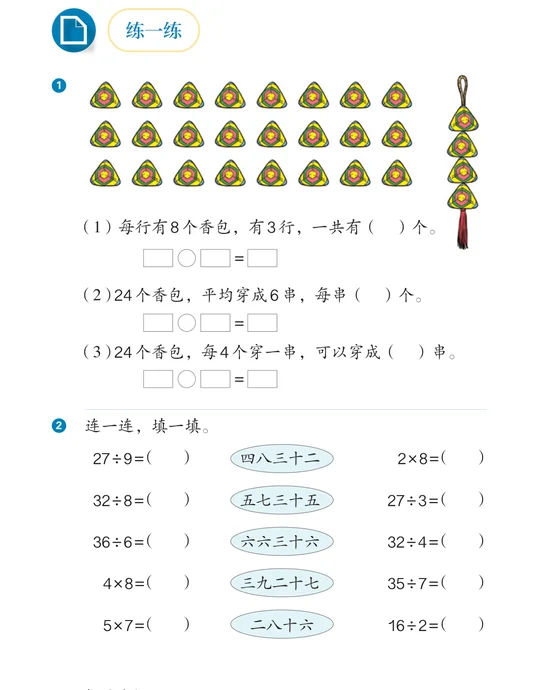 练一练
1
(1) 每行有8个香包，有3行，一共有（ ）个。
=
(2) 24个香包，平均穿成6串，每串（ ）个。
=
(3) 24个香包，每4个穿一串，可以穿成（ ）串。
=
2 连一连，填一填。
27÷9=( ) 四八三十二 2×8=( )
32÷8=( ) 五七三十五 27÷3=( )
36÷6=( ) 六六三十六 32÷4=( )
4×8=( ) 三九二十七 35÷7=( )
5×7=( ) 二八十六 16÷2=( )